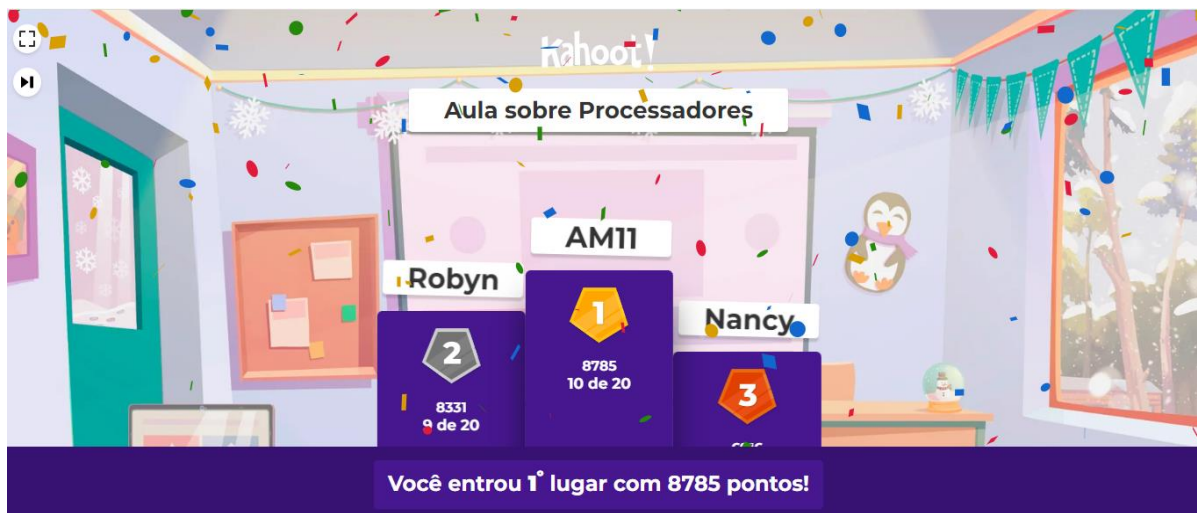 Kahoot!
Aula sobre Processadores
AM11
Robyn
Nancy
1
8785
10 de 20
2
8331
9 de 20
3
Você entrou 1° lugar com 8785 pontos!